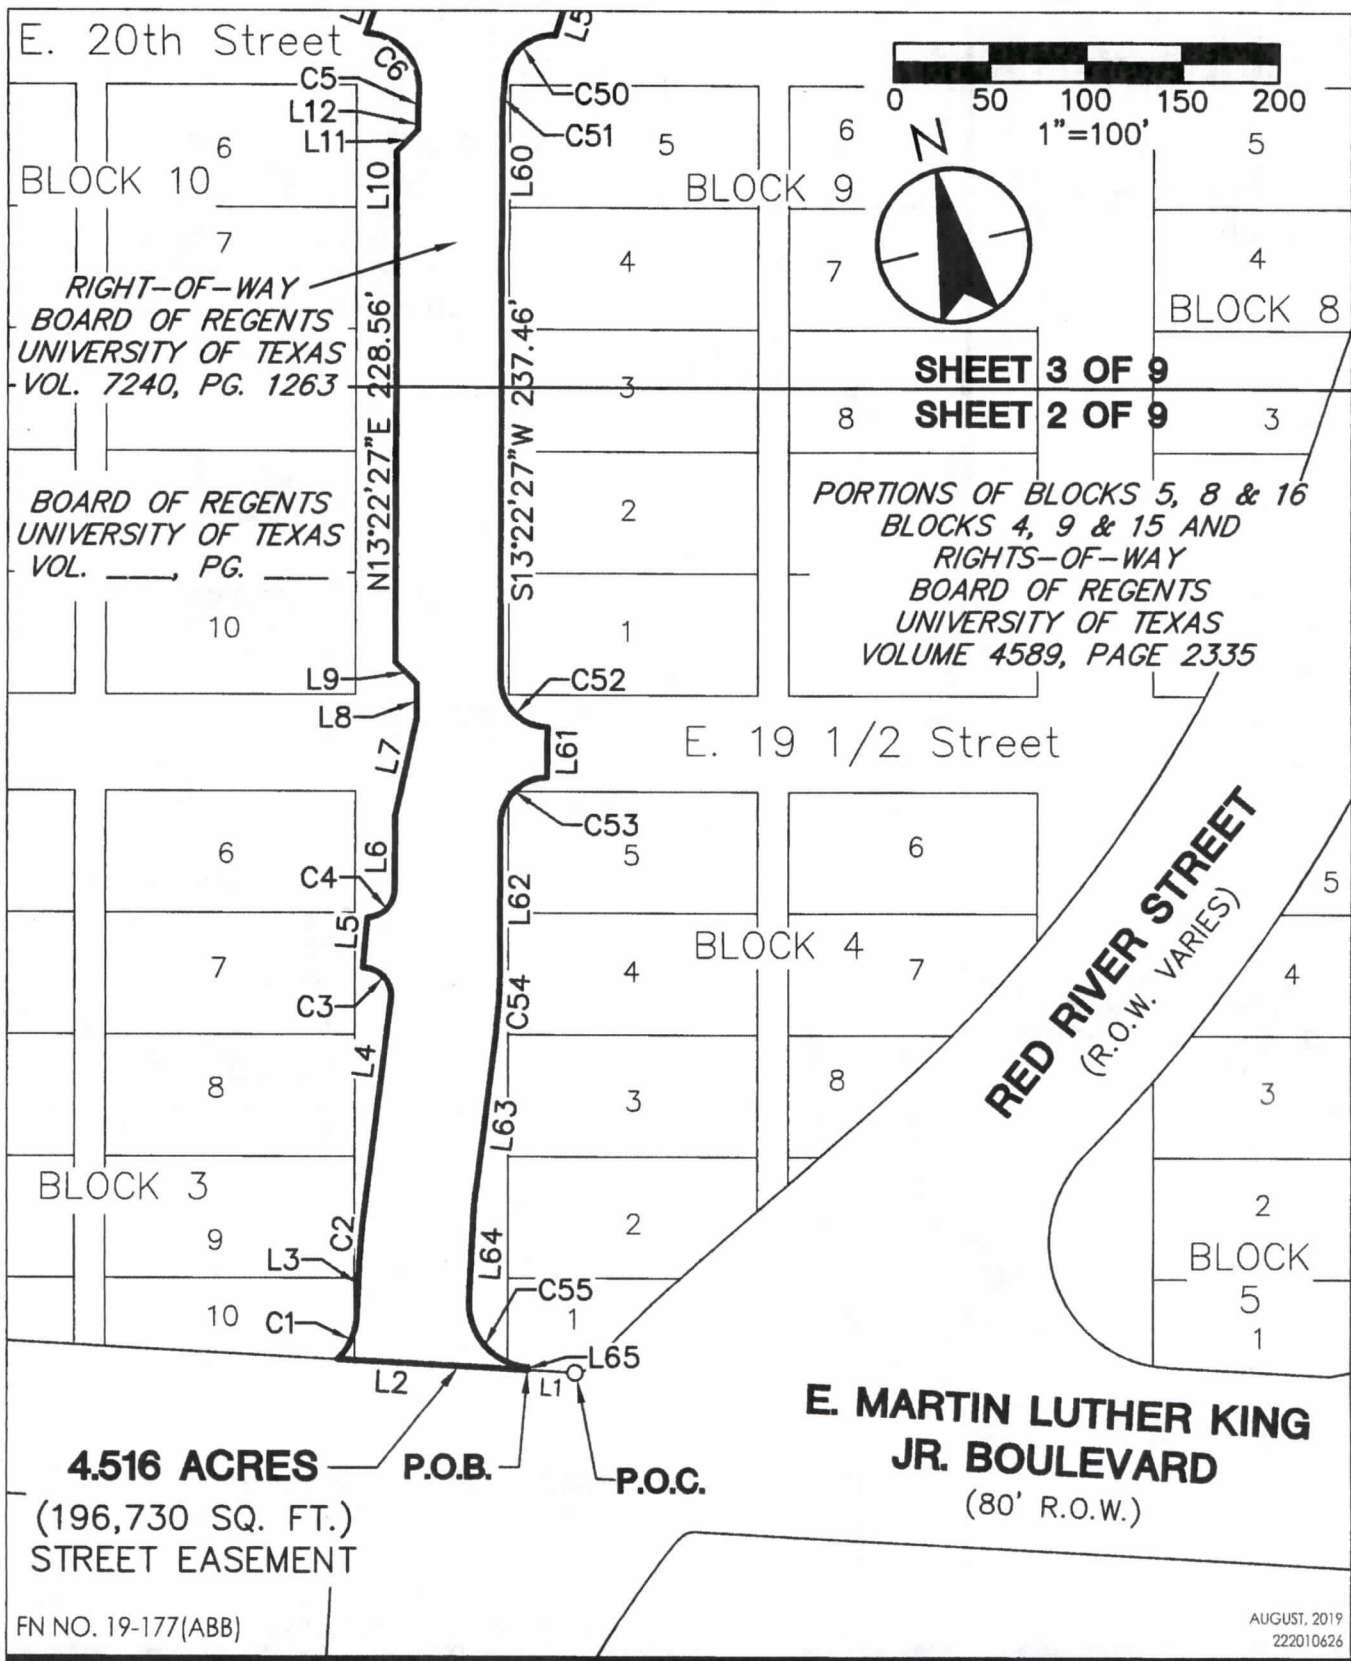 E. 20th Street
L
C6
L5
C5
L12
L11
C50
C51
0 50 100 150 200
1"=100'
N
6
BLOCK 10
L10
L60
5
BLOCK 9
6
5
7
4
7
4
BLOCK 8
RIGHT-OF-WAY
BOARD OF REGENTS
UNIVERSITY OF TEXAS
VOL. 7240, PG. 1263
N13°22'27"E 228.56'
S13°22'27"W 237.46'
3
SHEET 3 OF 9
SHEET 2 OF 9
8
3
BOARD OF REGENTS
UNIVERSITY OF TEXAS
VOL. ____, PG. ____
2
PORTIONS OF BLOCKS 5, 8 & 16
BLOCKS 4, 9 & 15 AND
RIGHTS-OF-WAY
BOARD OF REGENTS
UNIVERSITY OF TEXAS
VOLUME 4589, PAGE 2335
10
1
L9
L8
C52
L7
L61
E. 19 1/2 Street
C53
6
L6
C4
L5
5
6
L62
BLOCK 4
7
C3
4
7
C54
RED RIVER STREET
(R.O.W. VARIES)
5
4
L4
8
3
8
3
L63
BLOCK 3
C2
9
L3
L64
2
2
BLOCK
5
10
C1
C55
1
1
L65
L2
L1
4.516 ACRES
(196,730 SQ. FT.)
STREET EASEMENT
P.O.B.
P.O.C.
E. MARTIN LUTHER KING
JR. BOULEVARD
(80' R.O.W.)
FN NO. 19-177(ABB)
AUGUST, 2019
222010626